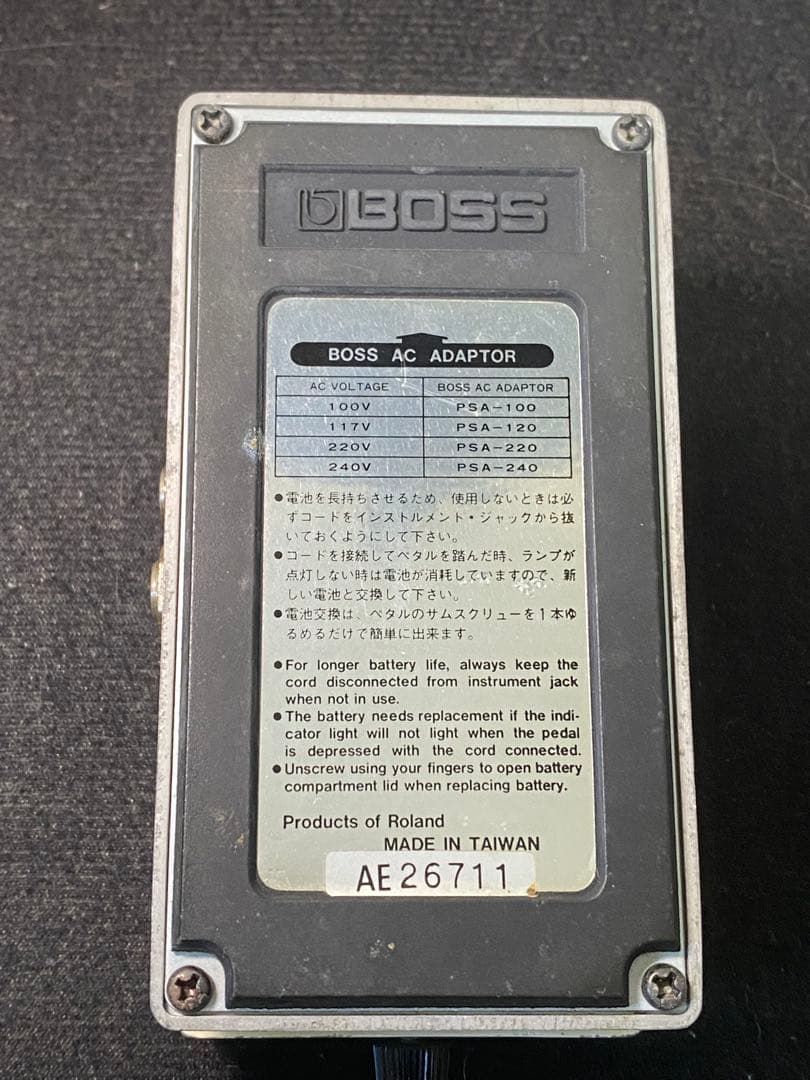 BOSS
BOSS AC ADAPTOR
AC VOLTAGE BOSS AC ADAPTOR
100V PSA-100
117V PSA-120
220V PSA-220
240V PSA-240
●電池を長持ちさせるため、使用しないときは必
ずコードをインストルメント・ジャックから抜
いておくようにして下さい。
●コードを接続してペタルを踏んだ時、ランプが
点灯しない時は電池が消耗していますので、新
しい電池と交換して下さい。
●電池交換は、ペタルのサムスクリューを1本ゆ
るめるだけで簡単に出来ます。
●For longer battery life, always keep the
cord disconnected from instrument jack
when not in use.
●The battery needs replacement if the indi-
cator light will not light when the pedal
is depressed with the cord connected.
●Unscrew using your fingers to open battery
compartment lid when replacing battery.
Products of Roland
MADE IN TAIWAN
AE26711